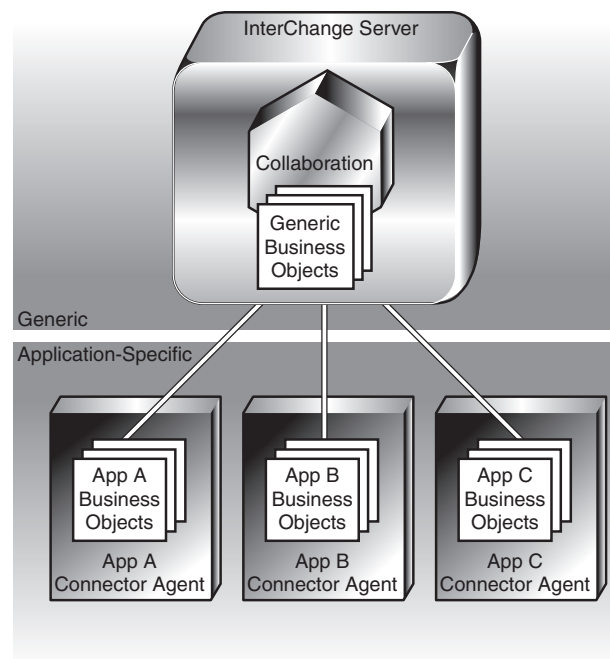 InterChange Server
Collaboration
Generic
Business
Objects
Generic
Application-Specific
App A
Business
Objects
App A
Connector Agent
App B
Business
Objects
App B
Connector Agent
App C
Business
Objects
App C
Connector Agent